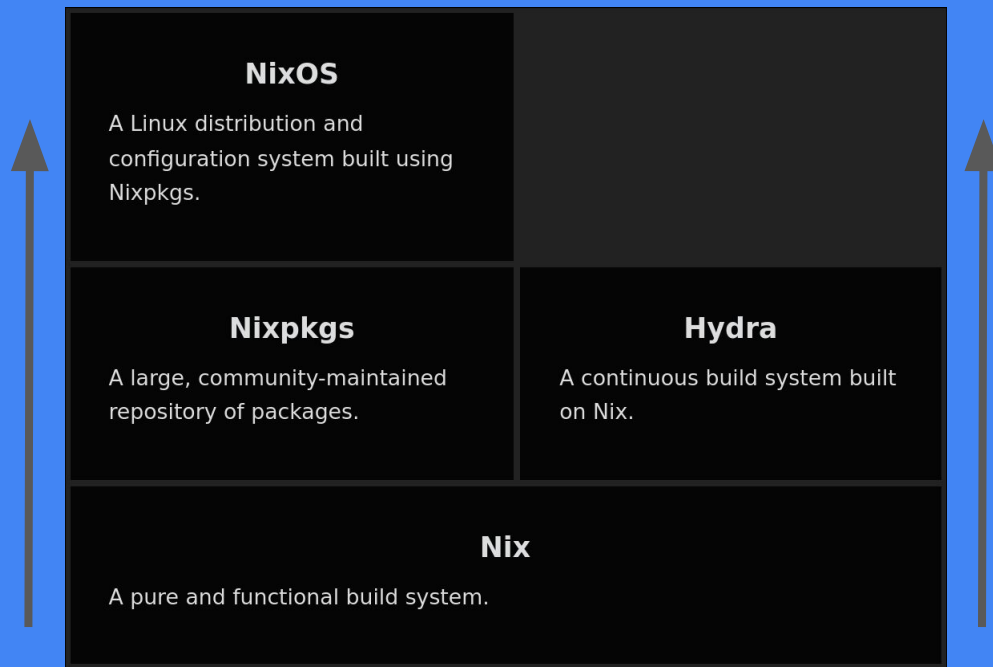 NixOS
A Linux distribution and
configuration system built using
Nixpkgs.
Nixpkgs
A large, community-maintained
repository of packages.
Hydra
A continuous build system built
on Nix.
Nix
A pure and functional build system.